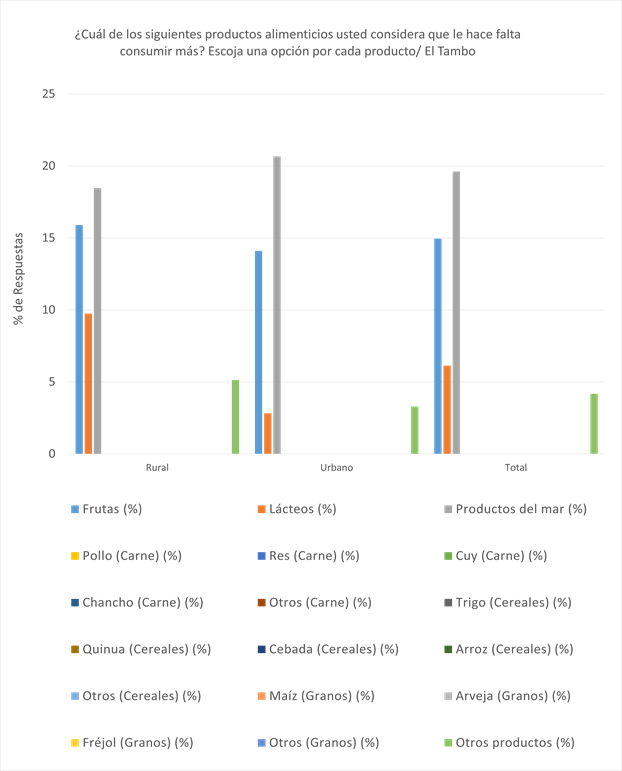 ¿Cuál de los siguientes productos alimenticios usted considera que le hace falta
consumir más? Escoja una opción por cada producto/ El Tambo
25
20
15
10
5
0
% de Respuestas
Rural Urbano Total
Frutas (%) Lácteos (%) Productos del mar (%)
Pollo (Carne) (%) Res (Carne) (%) Cuy (Carne) (%)
Chancho (Carne) (%) Otros (Carne) (%) Trigo (Cereales) (%)
Quinua (Cereales) (%) Cebada (Cereales) (%) Arroz (Cereales) (%)
Otros (Cereales) (%) Maíz (Granos) (%) Arveja (Granos) (%)
Fréjol (Granos) (%) Otros (Granos) (%) Otros productos (%)